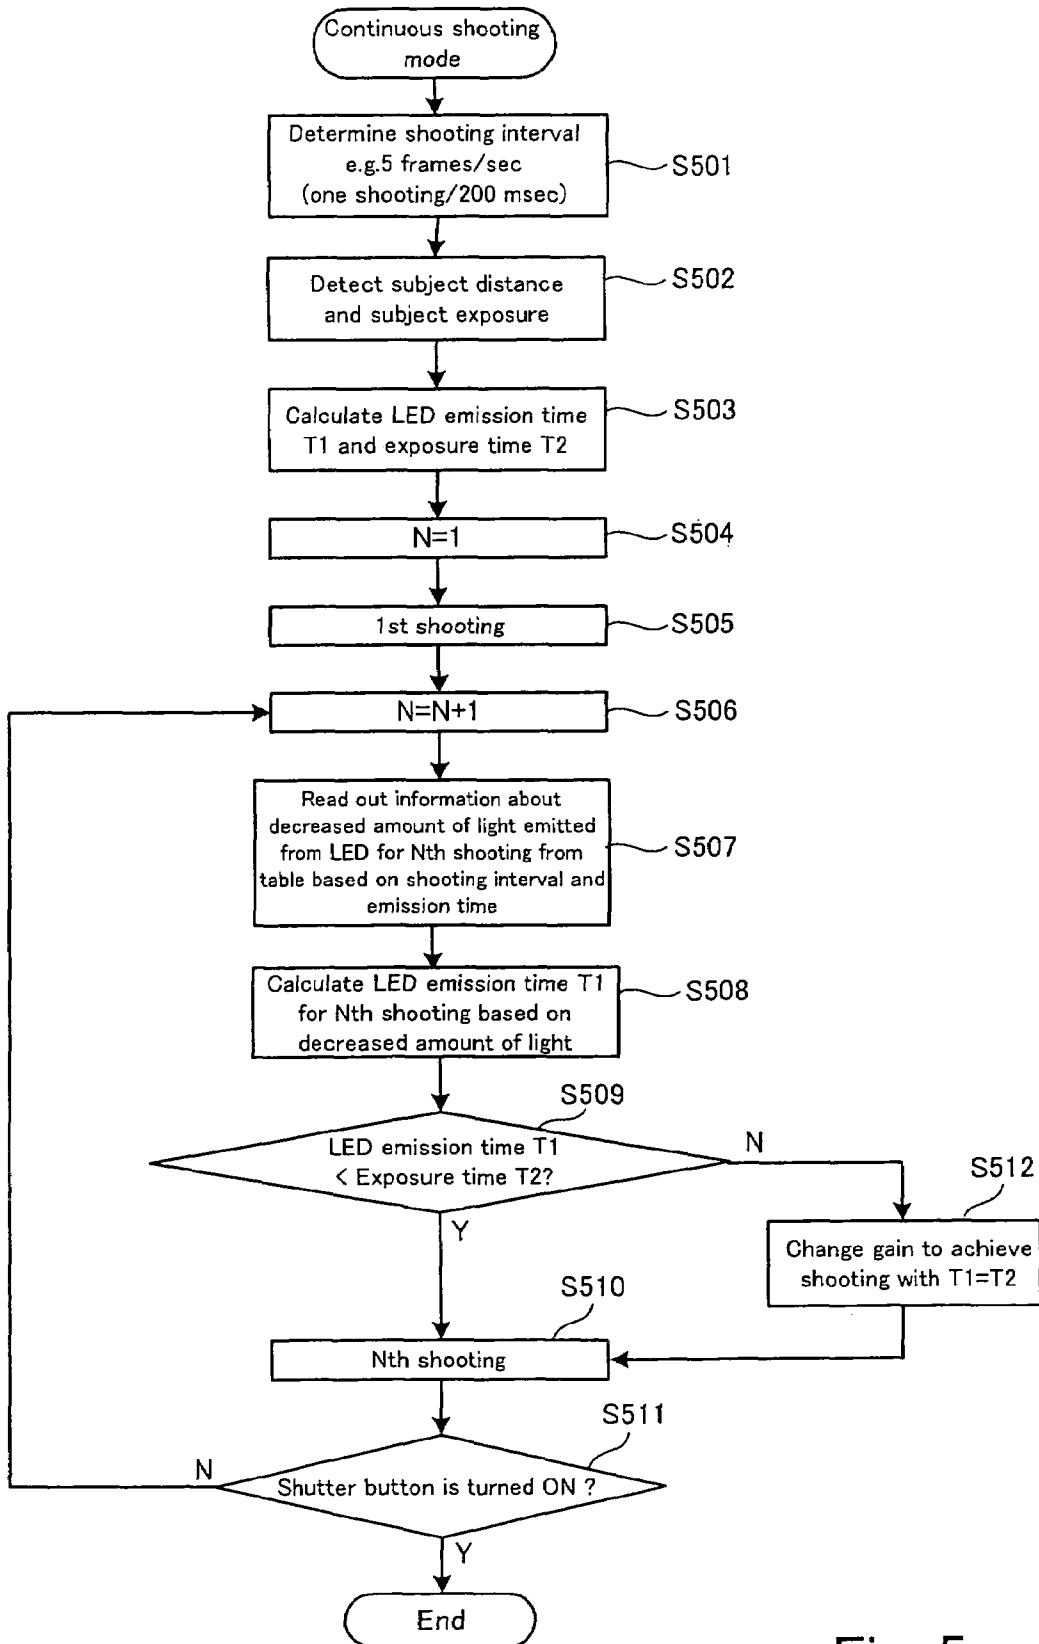 Continuous shooting
mode
Determine shooting interval
e.g.5 frames/sec
(one shooting/200 msec)
S501
Detect subject distance
and subject exposure
S502
Calculate LED emission time
T1 and exposure time T2
S503
N=1
S504
1st shooting
S505
N=N+1
S506
Read out information about
decreased amount of light emitted
from LED for Nth shooting from
table based on shooting interval and
emission time
S507
Calculate LED emission time T1
for Nth shooting based on
decreased amount of light
S508
S509
LED emission time T1
< Exposure time T2?
N
Y
S512
Change gain to achieve
shooting with T1=T2
S510
Nth shooting
S511
Shutter button is turned ON ?
N
Y
End